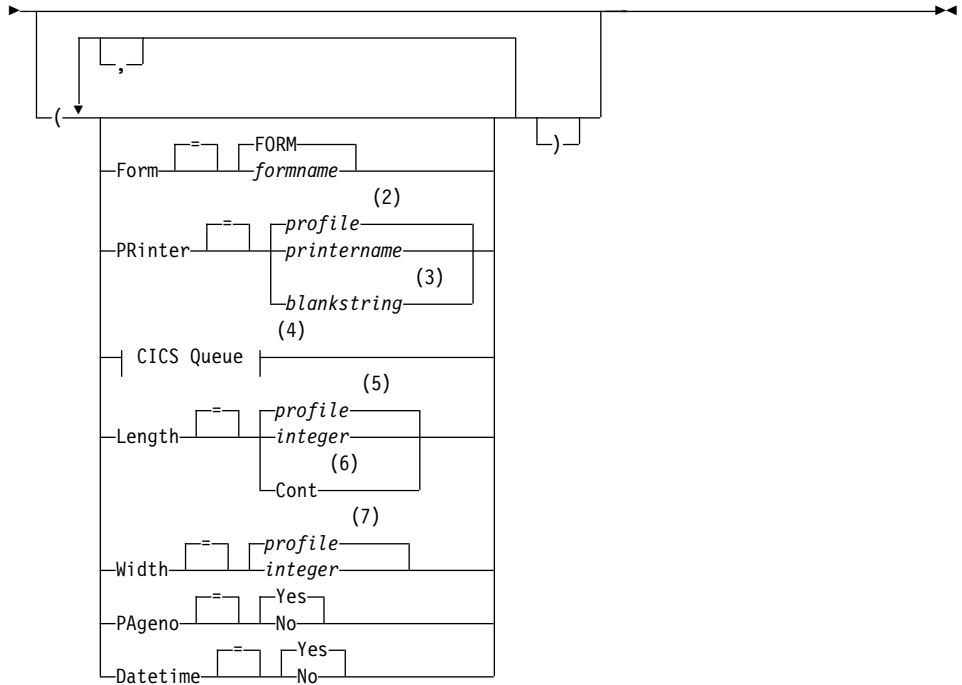 ,
(
)
= FORM
Form formname
(2)
= profile
PRinter printername
(3)
blankstring
(4)
CICS Queue
(5)
= profile
Length integer
(6)
Cont
(7)
= profile
Width integer
= Yes
PAgeno No
= Yes
Datetime No